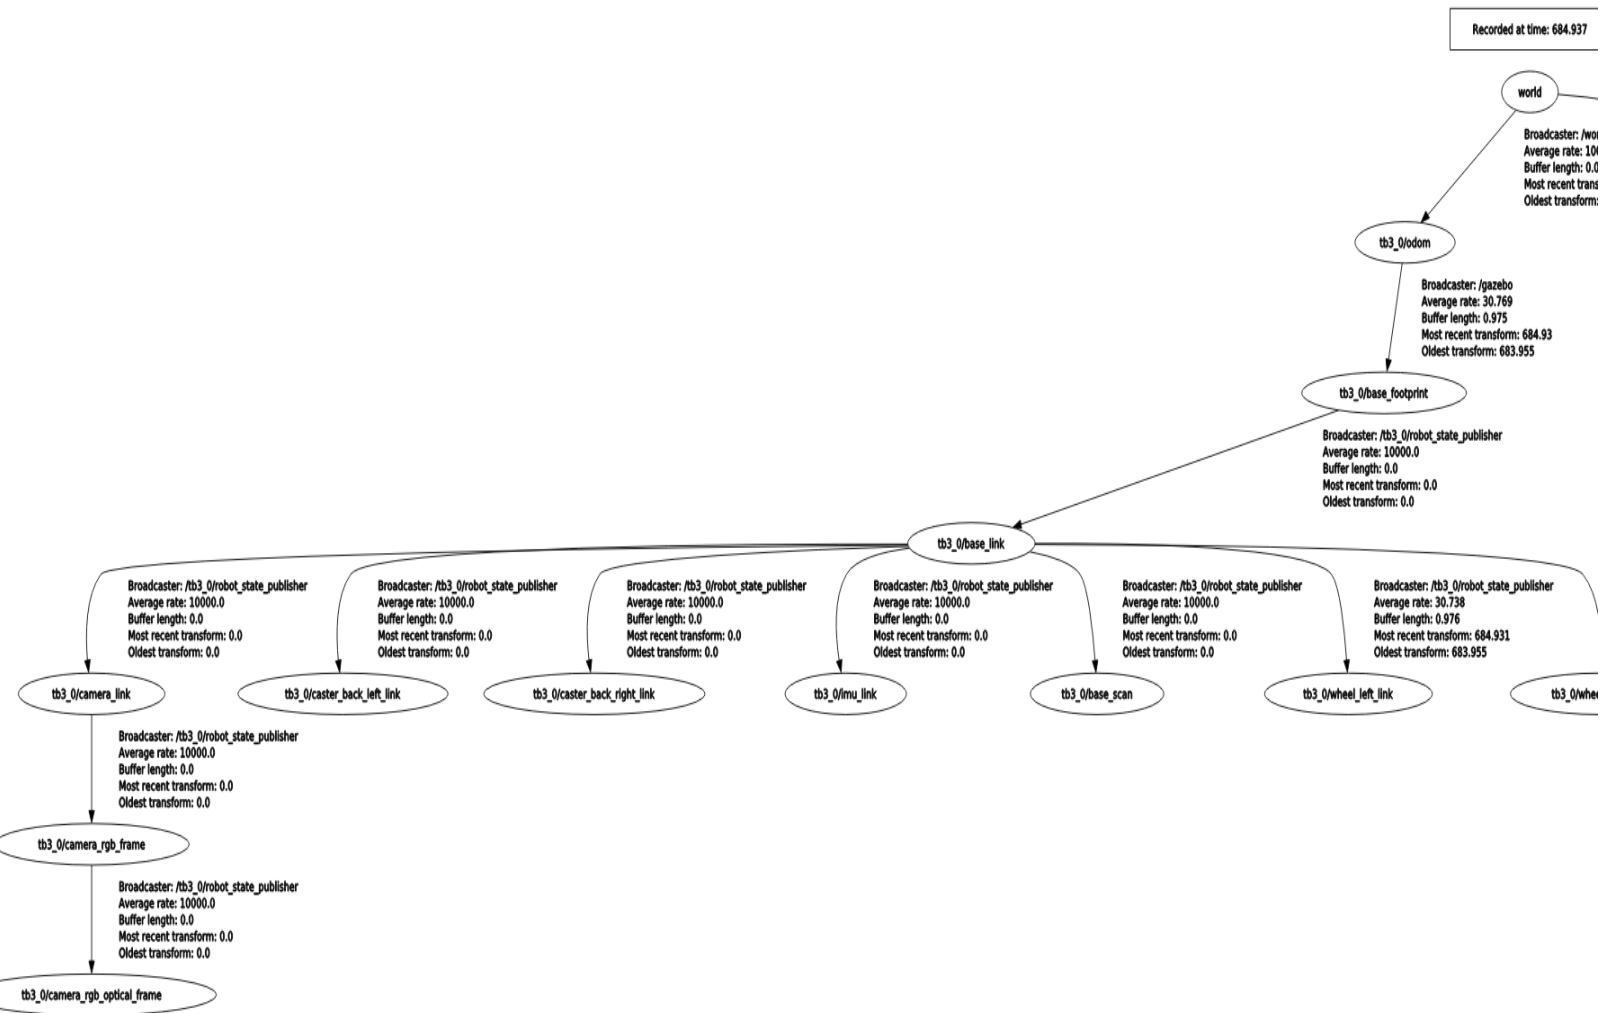 Recorded at time: 684.937
world
Broadcaster:
Average rate:
Buffer length: 0.0
Most recent
Oldest transform:
tb3_0/odom
Broadcaster: /gazebo
Average rate: 30.769
Buffer length: 0.975
Most recent transform: 684.93
Oldest transform: 683.955
tb3_0/base_footprint
Broadcaster: /tb3_0/robot_state_publisher
Average rate: 10000.0
Buffer length: 0.0
Most recent transform: 0.0
Oldest transform: 0.0
tb3_0/base_link
Broadcaster: /tb3_0/robot_state_publisher
Average rate: 10000.0
Buffer length: 0.0
Most recent transform: 0.0
Oldest transform: 0.0
Broadcaster: /tb3_0/robot_state_publisher
Average rate: 10000.0
Buffer length: 0.0
Most recent transform: 0.0
Oldest transform: 0.0
Broadcaster: /tb3_0/robot_state_publisher
Average rate: 10000.0
Buffer length: 0.0
Most recent transform: 0.0
Oldest transform: 0.0
Broadcaster: /tb3_0/robot_state_publisher
Average rate: 10000.0
Buffer length: 0.0
Most recent transform: 0.0
Oldest transform: 0.0
Broadcaster: /tb3_0/robot_state_publisher
Average rate: 10000.0
Buffer length: 0.0
Most recent transform: 0.0
Oldest transform: 0.0
Broadcaster: /tb3_0/robot_state_publisher
Average rate: 30.738
Buffer length: 0.976
Most recent transform: 684.931
Oldest transform: 683.955
tb3_0/camera_link
tb3_0/caster_back_left_link
tb3_0/caster_back_right_link
tb3_0/imu_link
tb3_0/base_scan
tb3_0/wheel_left_link
Broadcaster: /tb3_0/robot_state_publisher
Average rate: 10000.0
Buffer length: 0.0
Most recent transform: 0.0
Oldest transform: 0.0
tb3_0/camera_rgb_frame
Broadcaster: /tb3_0/robot_state_publisher
Average rate: 10000.0
Buffer length: 0.0
Most recent transform: 0.0
Oldest transform: 0.0
tb3_0/camera_rgb_optical_frame